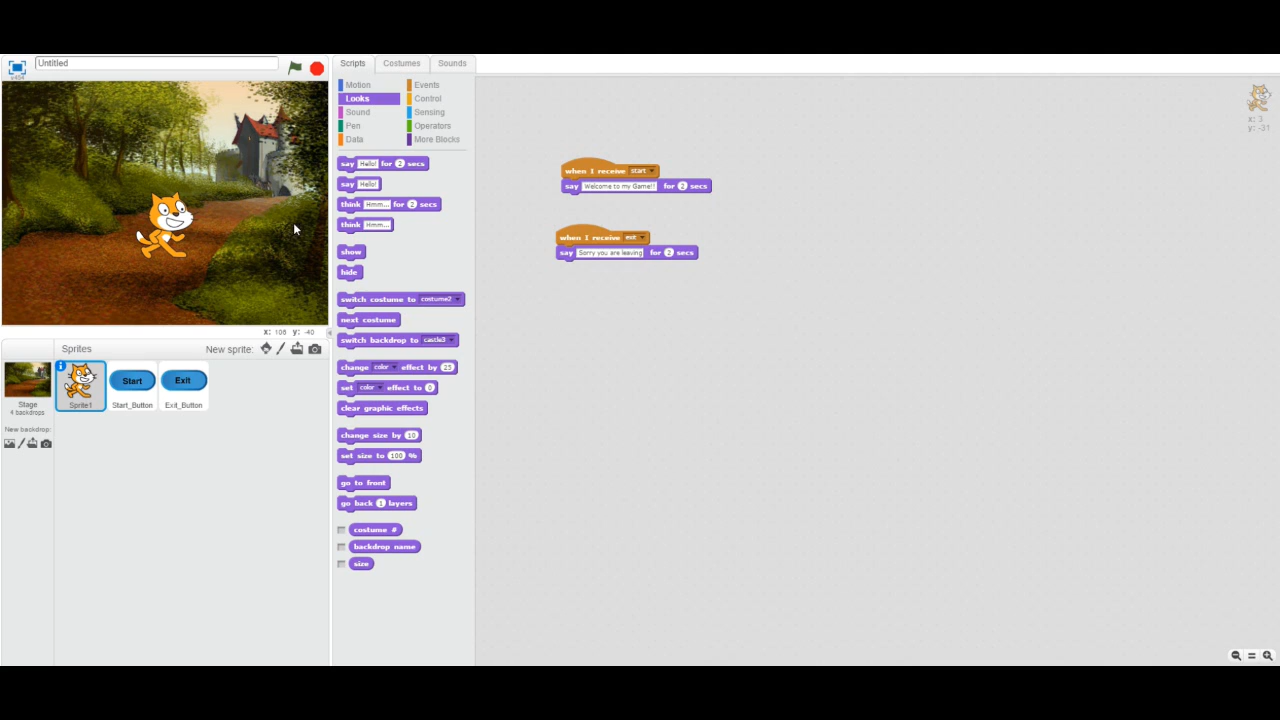 Untitled
v454
Scripts Costumes Sounds
Motion Events
Looks Control
Sound Sensing
Pen Operators
Data More Blocks
say Hello! for 2 secs
say Hello!
think Hmm... for 2 secs
think Hmm...
show
hide
switch costume to costume2
next costume
switch backdrop to castle3
change color effect by 25
set color effect to 0
clear graphic effects
change size by 10
set size to 100 %
go to front
go back 1 layers
costume #
backdrop name
size
when I receive start
say Welcome to my Game!! for 2 secs
when I receive exit
say Sorry you are leaving for 2 secs
x: 3
y: -31
x: 106 y: -40
Sprites New sprite:
Start Exit
Sprite1 Start_Button Exit_Button
Stage
4 backdrops
New backdrop: